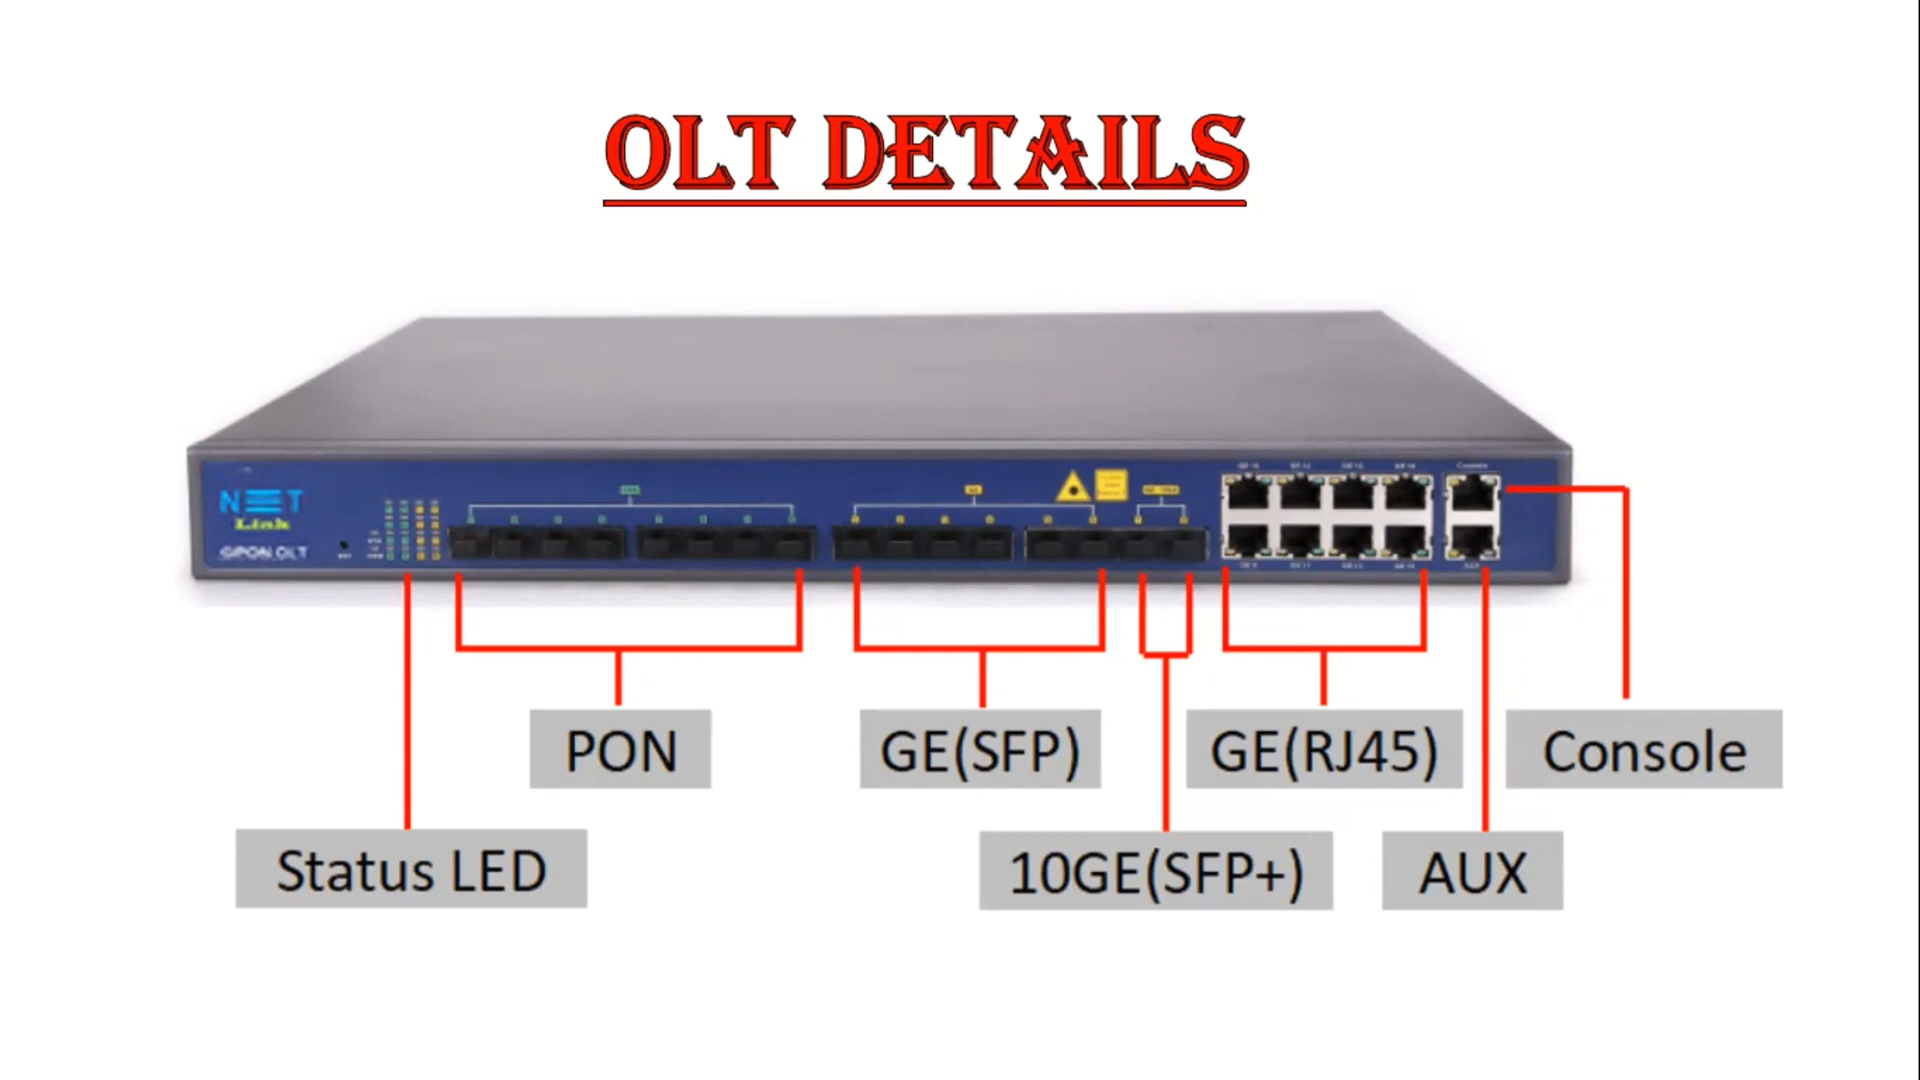 OLT DETAILS
NET
Link
GPON OLT
PON
GE(SFP)
GE(RJ45)
Console
Status LED
10GE(SFP+)
AUX